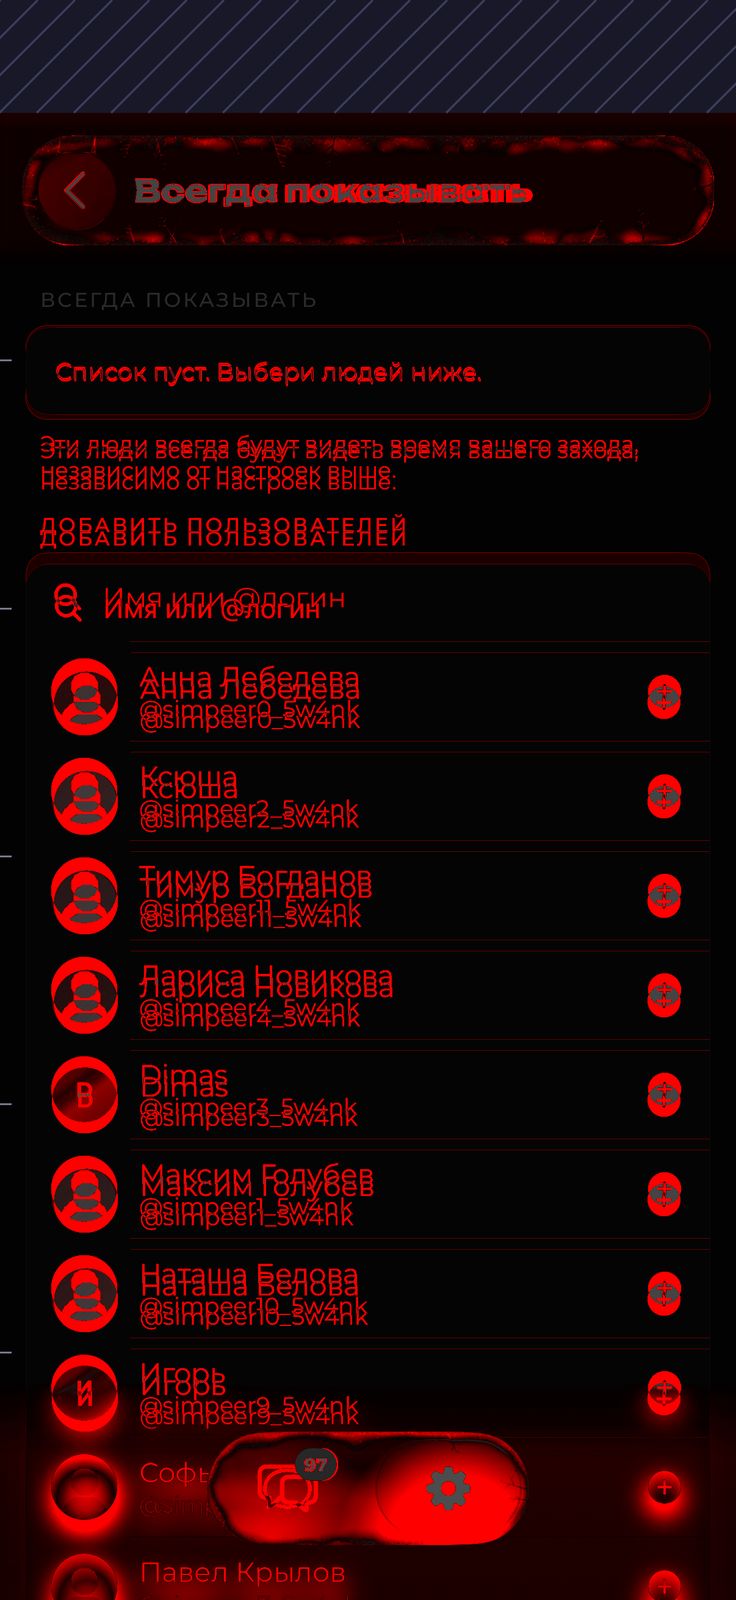 Всегда показывать
ВСЕГДА ПОКАЗЫВАТЬ
Список пуст. Выбери людей ниже.
Эти люди всегда будут видеть время вашего захода,
независимо от настроек выше.
ДОБАВИТЬ ПОЛЬЗОВАТЕЛЕЙ
Имя или @логин
Анна Лебедева
@simpeer0_5w4nk
Ксюша
@simpeer2_5w4nk
Тимур Богданов
@simpeer11_5w4nk
Лариса Новикова
@simpeer4_5w4nk
D
Dimas
@simpeer3_5w4nk
Максим Голубев
@simpeer1_5w4nk
Наташа Белова
@simpeer10_5w4nk
И
Игорь
@simpeer9_5w4nk
Софь
@simp
97
Павел Крылов